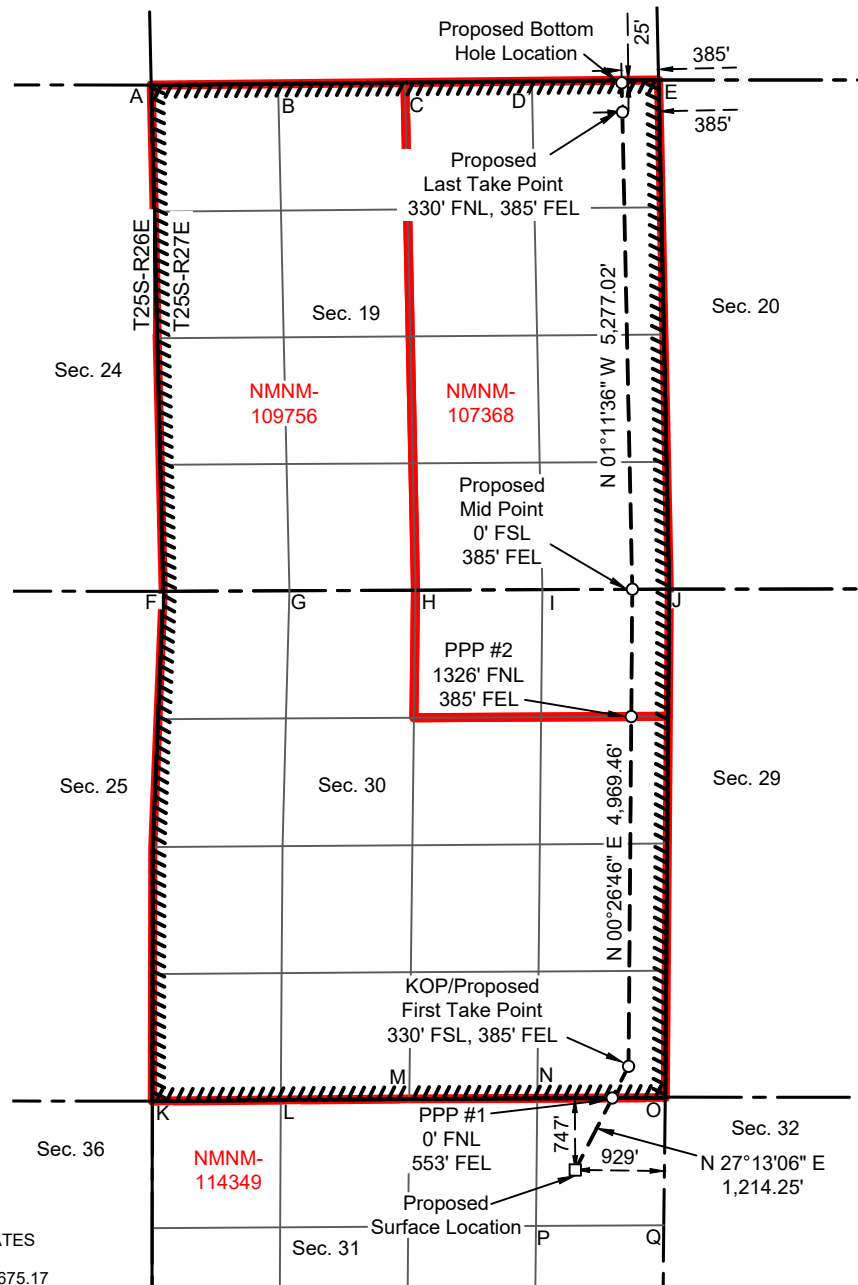 Proposed Bottom
Hole Location
25'
385'
A
B
C
D
E
385'
Proposed
Last Take Point
330' FNL, 385' FEL
T25S-R26E
T25S-R27E
Sec. 19
Sec. 20
Sec. 24
N 01°11'36" W 5,277.02'
NMNM-
109756
NMNM-
107368
Proposed
Mid Point
0' FSL
385' FEL
F
G
H
I
J
PPP #2
1326' FNL
385' FEL
Sec. 25
Sec. 30
Sec. 29
N 00°26'46" E 4,969.46'
KOP/Proposed
First Take Point
330' FSL, 385' FEL
M
N
K
L
O
PPP #1
0' FNL
553' FEL
747'
929'
Sec. 36
Sec. 32
NMNM-
114349
N 27°13'06" E
1,214.25'
Proposed
Surface Location
P
Q
Sec. 31
ATES
675.17